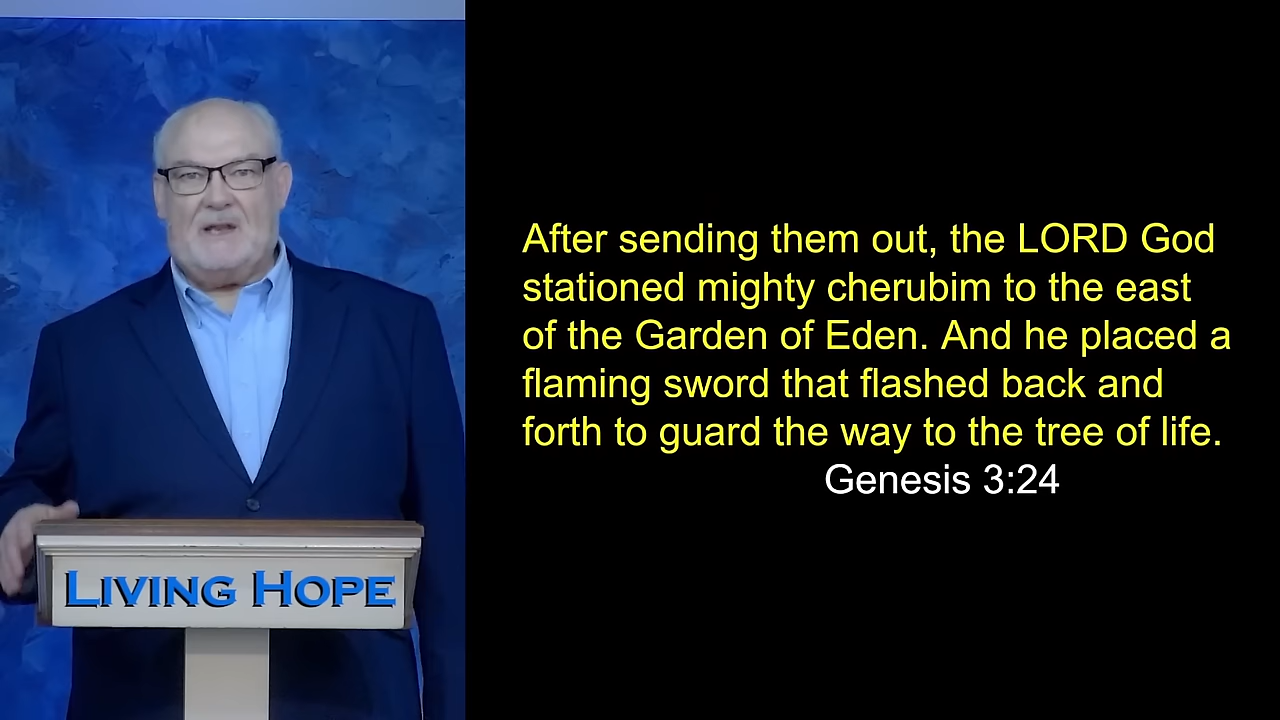 LIVING HOPE
After sending them out, the LORD God
stationed mighty cherubim to the east
of the Garden of Eden. And he placed a
flaming sword that flashed back and
forth to guard the way to the tree of life.
Genesis 3:24